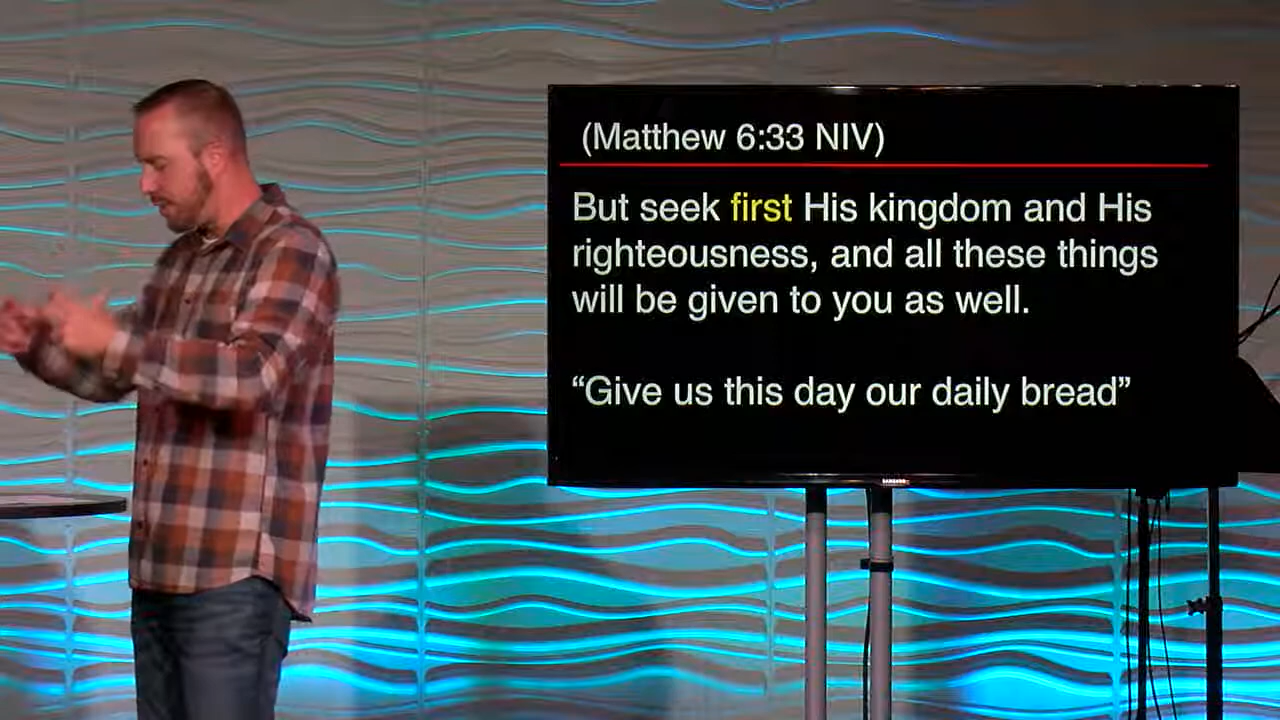 (Matthew 6:33 NIV)
But seek first His kingdom and His
righteousness, and all these things
will be given to you as well.
“Give us this day our daily bread”
SAMSUNG